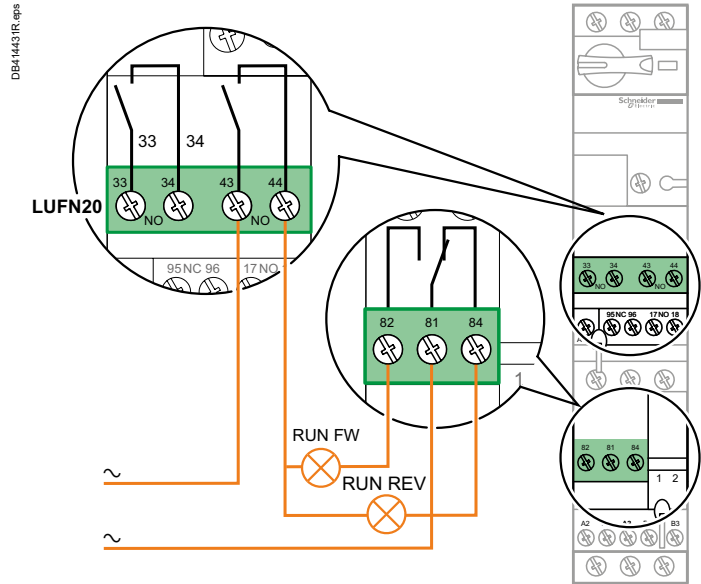 DB414431R.eps
33 34
33 34 43 44
LUFN20
NO NO
95 NC 96 17 NO
82 81 84
1
RUN FW
RUN REV
~
~
Schneider
Electric
33 34 43 44
NO NO
95 NC 96 17 NO 18
A
82 81 84
1 2
A2 B3